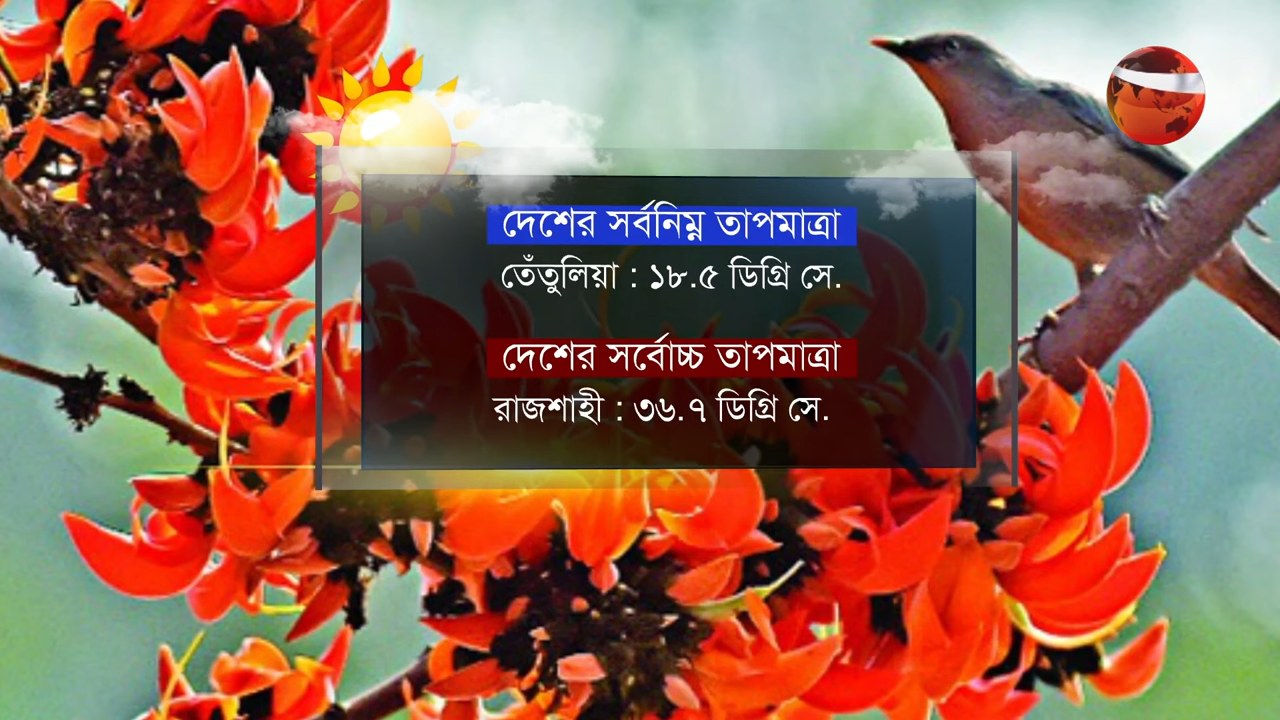 দেশের সর্বনিম্ন তাপমাত্রা
তেঁতুলিয়া : ১৮.৫ ডিগ্রি সে.
দেশের সর্বোচ্চ তাপমাত্রা
রাজশাহী : ৩৬.৭ ডিগ্রি সে.